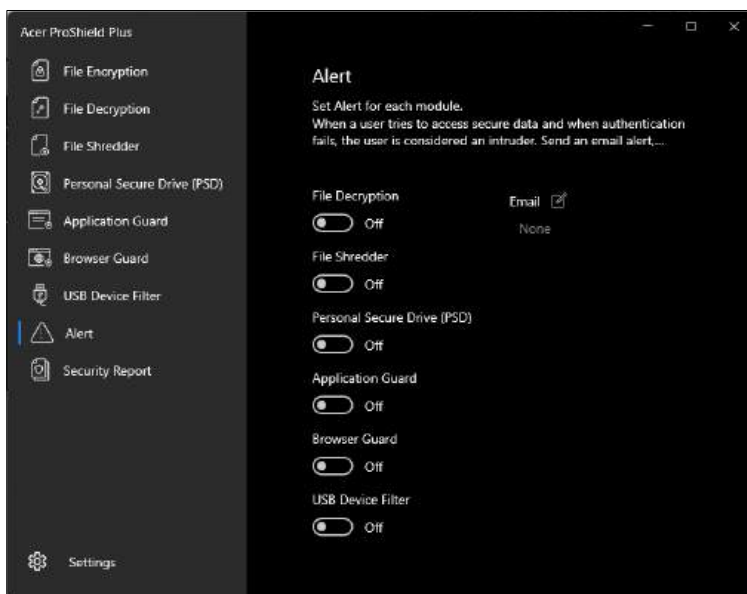 Acer ProShield Plus
File Encryption
File Decryption
File Shredder
Personal Secure Drive (PSD)
Application Guard
Browser Guard
USB Device Filter
Alert
Security Report
Settings
Alert
Set Alert for each module.
When a user tries to access secure data and when authentication
fails, the user is considered an intruder. Send an email alert,...
File Decryption
Off
Email
None
File Shredder
Off
Personal Secure Drive (PSD)
Off
Application Guard
Off
Browser Guard
Off
USB Device Filter
Off